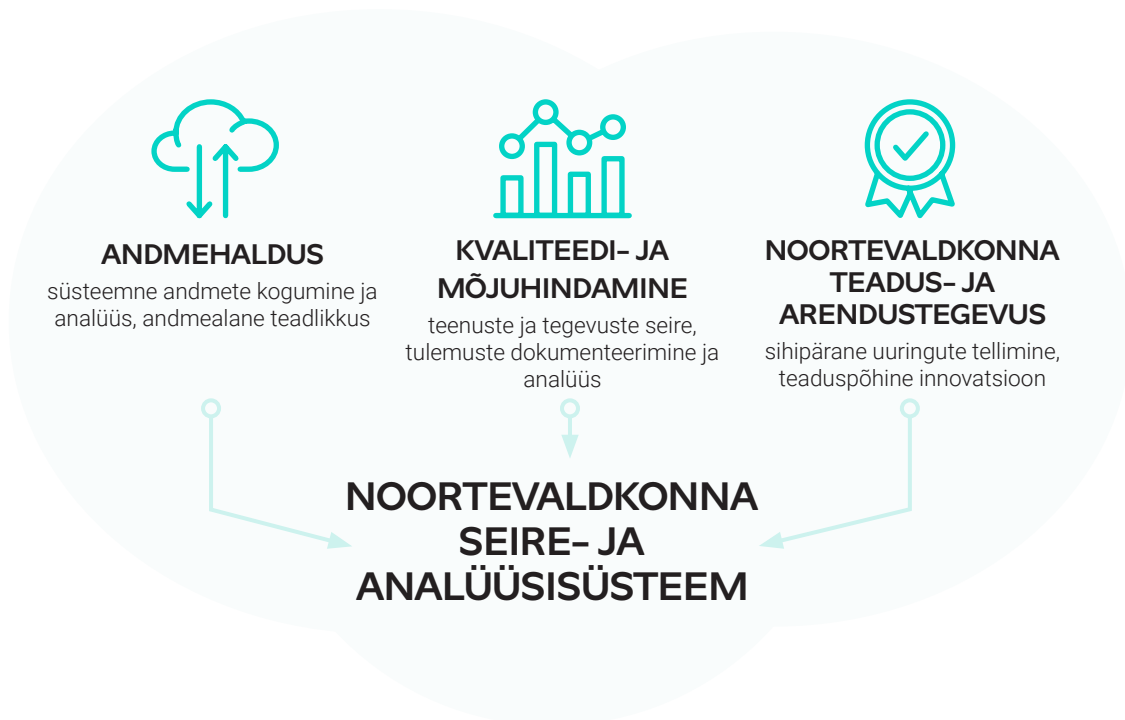 ANDMEHALDUS
süsteemne andmete kogumine ja
analüüs, andmealane teadlikkus
KVALITEEDI– JA
MÕJUHINDAMINE
teenuste ja tegevuste seire,
tulemuste dokumenteerimine ja
analüüs
NOORTEVALDKONNA
TEADUS– JA
ARENDUSTEGEVUS
sihipärane uuringute tellimine,
teaduspõhine innovatsioon
NOORTEVALDKONNA
SEIRE– JA
ANALÜÜSISÜSTEEM